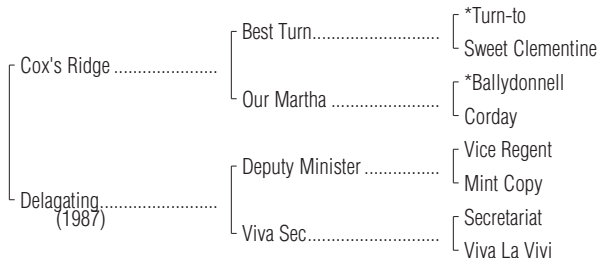 *Turn-to
Best Turn........................
Sweet Clementine
Cox's Ridge ....................
*Ballydonnell
Our Martha .....................
Corday
Vice Regent
Deputy Minister ...............
Mint Copy
Delagating.......................
(1987)
Secretariat
Viva Sec..........................
Viva La Vivi